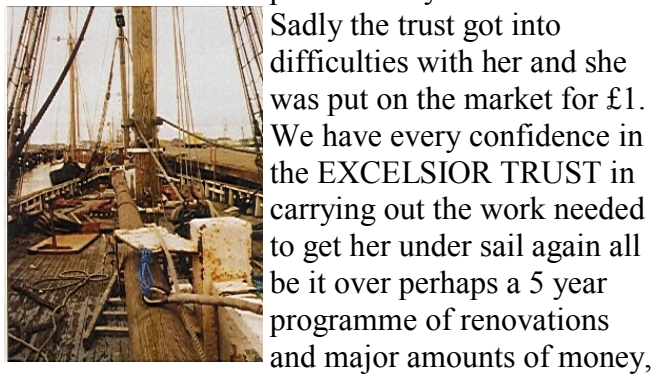 Sadly the trust got into
difficulties with her and she
was put on the market for £1.
We have every confidence in
the EXCELSIOR TRUST in
carrying out the work needed
to get her under sail again all
be it over perhaps a 5 year
programme of renovations
and major amounts of money,